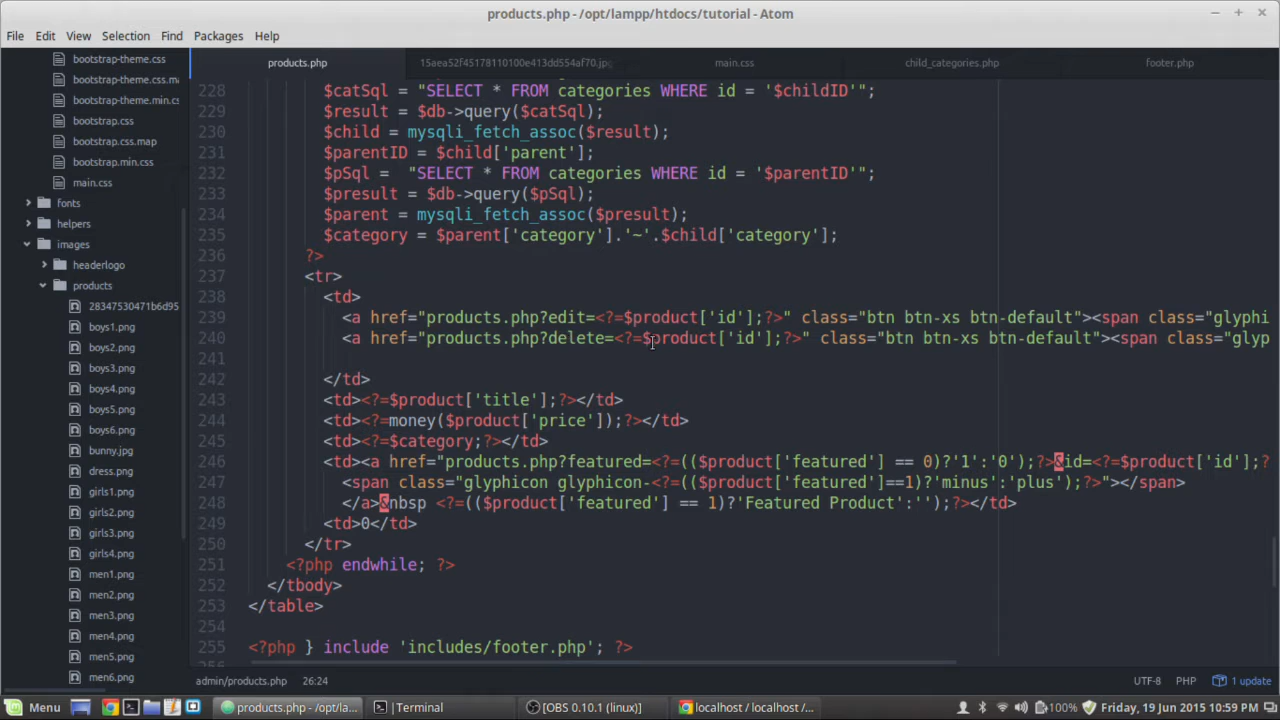 products.php - /opt/lampp/htdocs/tutorial - Atom
File Edit View Selection Find Packages Help
products.php 15aea52f45178110100e413dd554af70.jpg main.css child_categories.php footer.php
bootstrap-theme.css
bootstrap-theme.css.ma
bootstrap-theme.min.cs
bootstrap.css
bootstrap.css.map
bootstrap.min.css
main.css
fonts
helpers
images
headerlogo
products
28347530471b6d95
boys1.png
boys2.png
boys3.png
boys4.png
boys5.png
boys6.png
bunny.jpg
dress.png
girls1.png
girls2.png
girls3.png
girls4.png
men1.png
men2.png
men3.png
men4.png
men5.png
men6.png
228 $catSql = "SELECT * FROM categories WHERE id = '$childID'";
229 $result = $db->query($catSql);
230 $child = mysqli_fetch_assoc($result);
231 $parentID = $child['parent'];
232 $pSql =  "SELECT * FROM categories WHERE id = '$parentID'";
233 $presult = $db->query($pSql);
234 $parent = mysqli_fetch_assoc($presult);
235 $category = $parent['category'].'~'.$child['category'];
236 ?>
237 <tr>
238 <td>
239 <a href="products.php?edit=<?=$product['id'];?>" class="btn btn-xs btn-default"><span class="glyphi
240 <a href="products.php?delete=<?=$product['id'];?>" class="btn btn-xs btn-default"><span class="glyp
241
242 </td>
243 <td><?=$product['title'];?></td>
244 <td><?=money($product['price']);?></td>
245 <td><?=$category;?></td>
246 <td><a href="products.php?featured=<?=(($product['featured'] == 0)?'1':'0');?>&id=<?=$product['id'];?
247 <span class="glyphicon glyphicon-<?=(($product['featured']==1)?'minus':'plus');?>"></span>
248 </a>&nbsp <?=(($product['featured'] == 1)?'Featured Product':'');?></td>
249 <td>0</td>
250 </tr>
251 <?php endwhile; ?>
252 </tbody>
253 </table>
254
255 <?php } include 'includes/footer.php'; ?>
admin/products.php 26:24 UTF-8 PHP 1 update
Menu products.php - /opt/la... Terminal [OBS 0.10.1 (linux)] localhost / localhost /... 100% Friday, 19 Jun 2015 10:59 PM